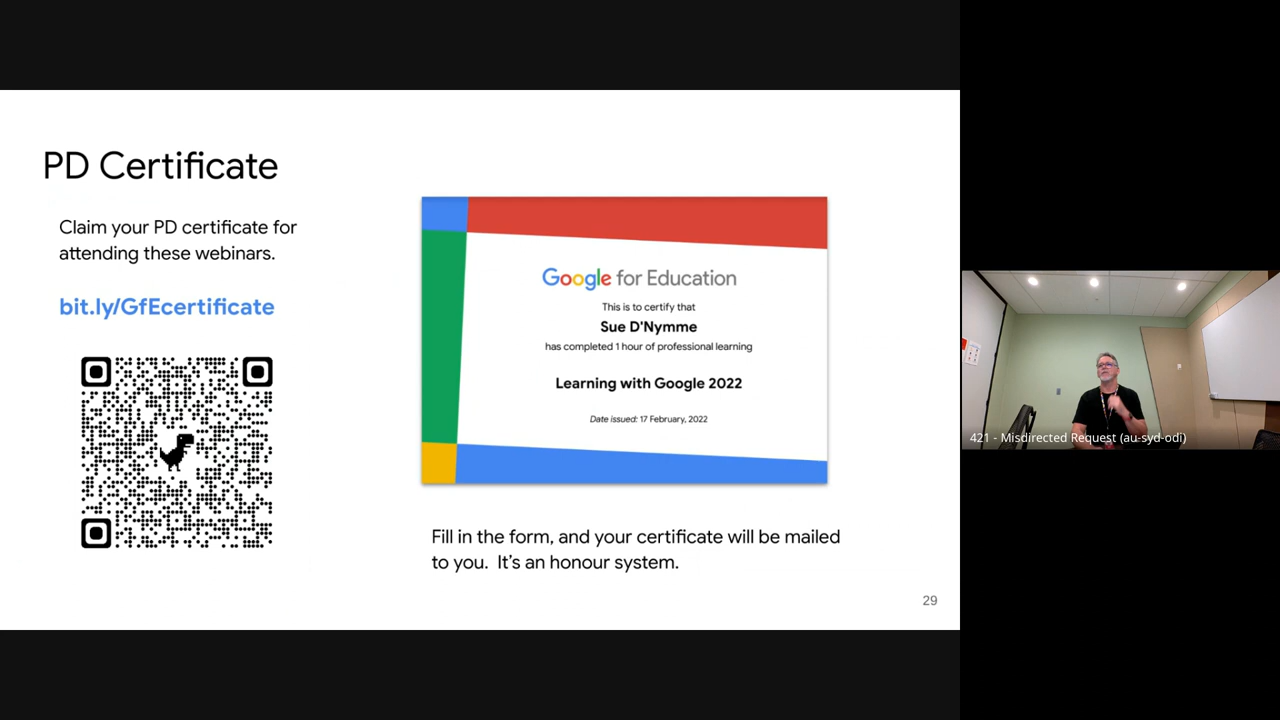 PD Certificate
Claim your PD certificate for
attending these webinars.
bit.ly/GfEcertificate
Google for Education
This is to certify that
Sue D'Nymme
has completed 1 hour of professional learning
Learning with Google 2022
Date issued: 17 February, 2022
Fill in the form, and your certificate will be mailed
to you.  It’s an honour system.
29
421 - Misdirected Request (au-syd-odi)